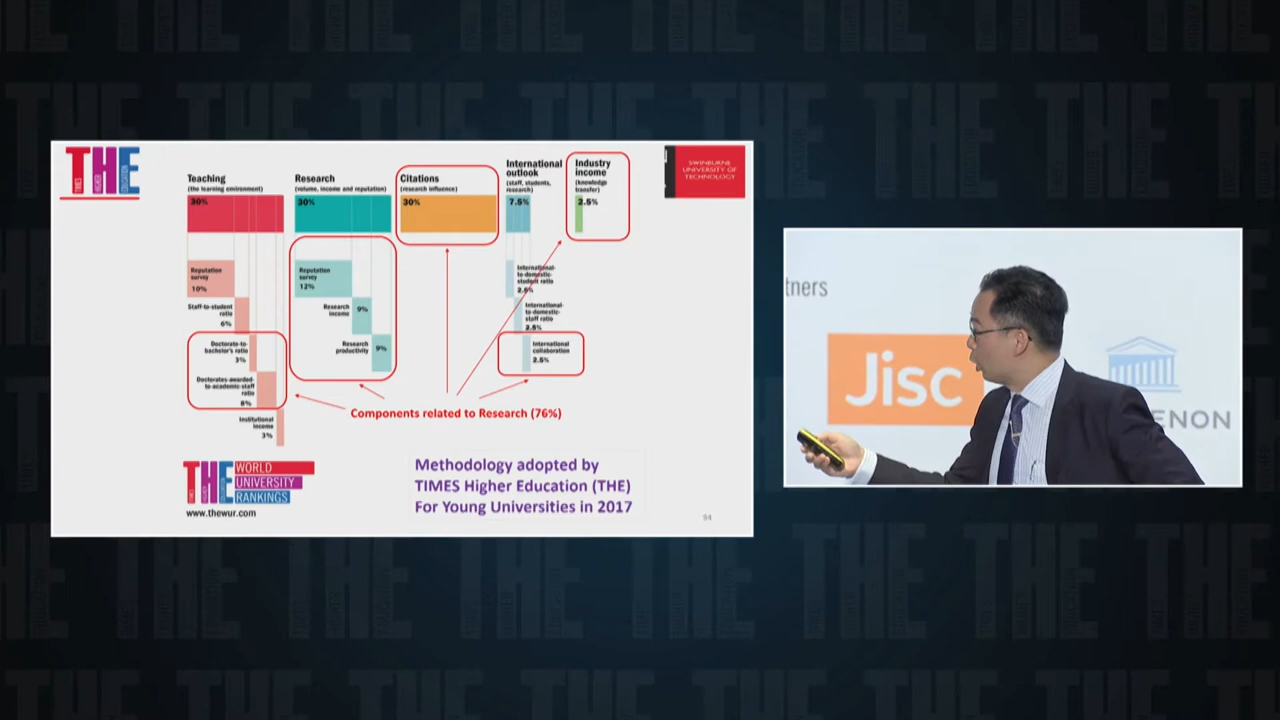 THE
TIMES
HIGHER
EDUCATION
SWINBURNE
UNIVERSITY OF
TECHNOLOGY
Teaching
(the learning environment)
30%
Reputation
survey
10%
Staff-to-student
ratio
6%
Doctorate-to-
bachelor's ratio
3%
Doctorates-awarded-
to-academic-staff
ratio
6%
Institutional
income
3%
Research
(volume, income and reputation)
30%
Reputation
survey
12%
Research
income
9%
Research
productivity
9%
Citations
(research influence)
30%
International
outlook
(staff, students,
research)
7.5%
International-
to-domestic-
student ratio
2.5%
International-
to-domestic-
staff ratio
2.5%
International
collaboration
2.5%
Industry
income
(knowledge
transfer)
2.5%
Components related to Research (76%)
THE
WORLD
UNIVERSITY
RANKINGS
www.thewur.com
Methodology adopted by
TIMES Higher Education (THE)
For Young Universities in 2017
94
tners
Jisc
ENON